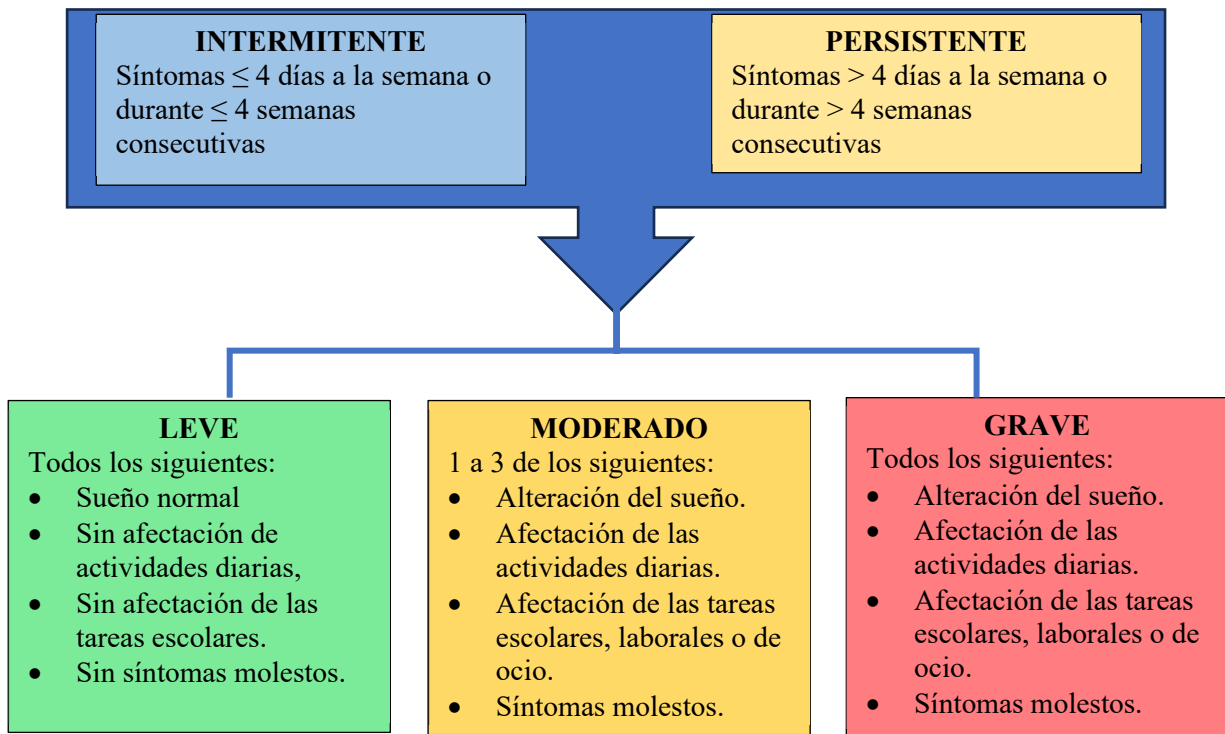 INTERMITENTE
Síntomas ≤ 4 días a la semana o
durante ≤ 4 semanas
consecutivas
PERSISTENTE
Síntomas > 4 días a la semana o
durante > 4 semanas
consecutivas
LEVE
Todos los siguientes:
• Sueño normal
• Sin afectación de
actividades diarias,
• Sin afectación de las
tareas escolares.
• Sin síntomas molestos.
MODERADO
1 a 3 de los siguientes:
• Alteración del sueño.
• Afectación de las
actividades diarias.
• Afectación de las tareas
escolares, laborales o de
ocio.
• Síntomas molestos.
GRAVE
Todos los siguientes:
• Alteración del sueño.
• Afectación de las
actividades diarias.
• Afectación de las tareas
escolares, laborales o de
ocio.
• Síntomas molestos.